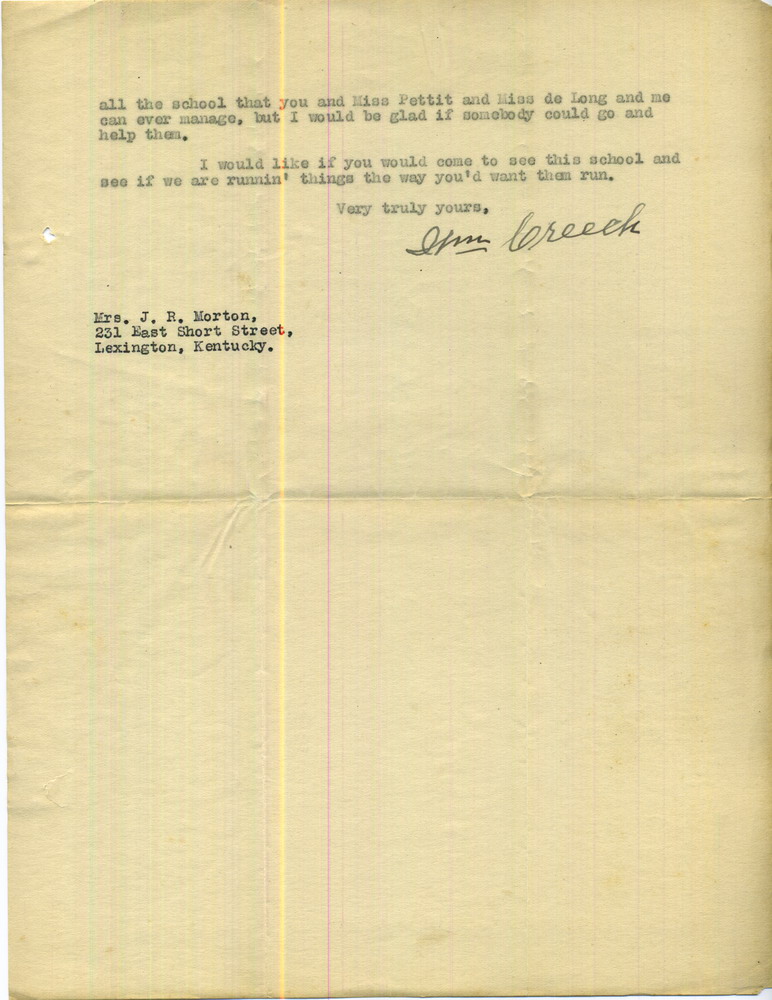 all the school that you and Miss Pettit and Miss de Long and me
can ever manage, but I would be glad if somebody could go and
help them.
I would like if you would come to see this school and
see if we are runnin' things the way you'd want them run.
Very truly yours,
Wm Creech
Mrs. J. R. Morton,
231 East Short Street,
Lexington, Kentucky.